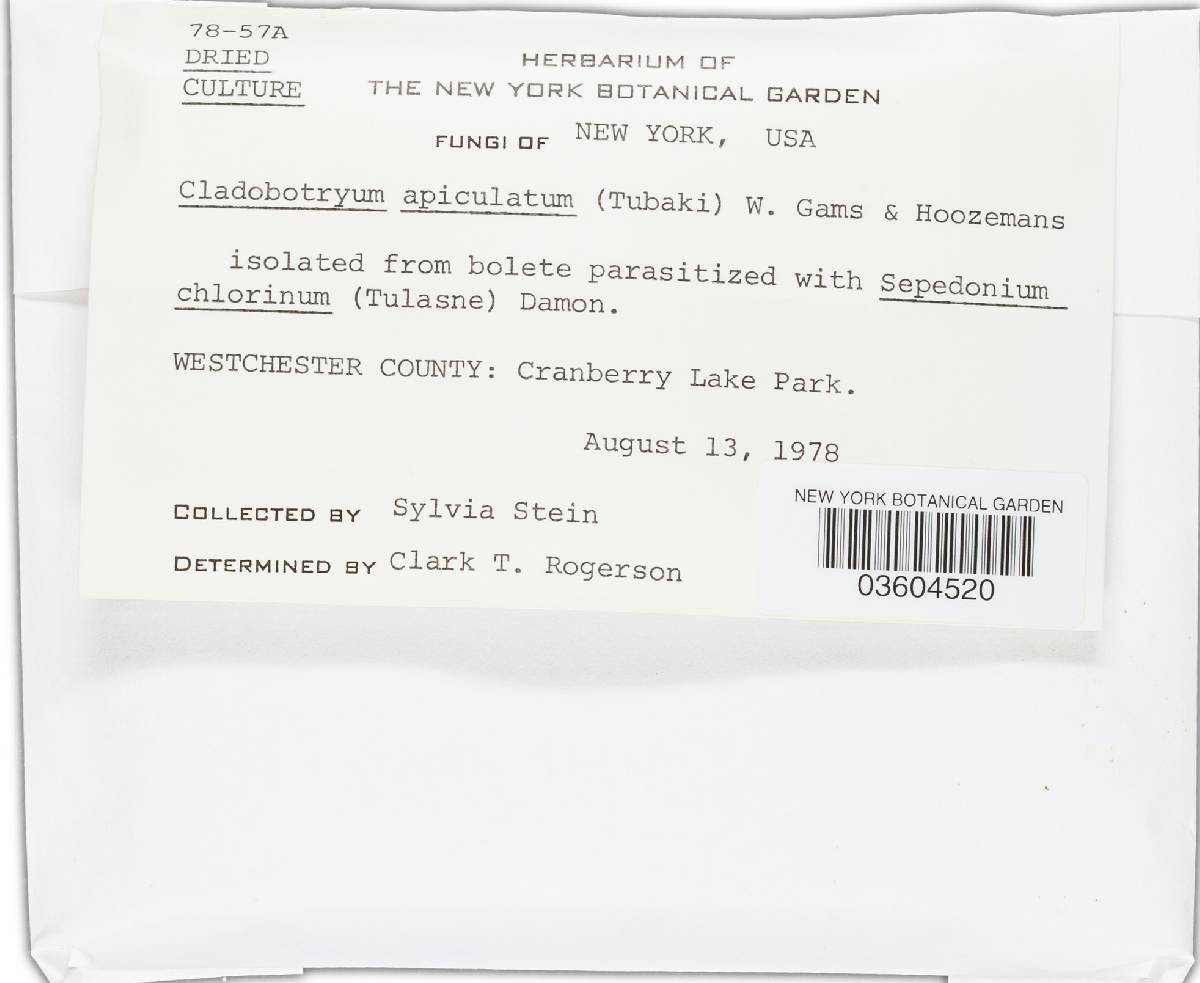 78-57A
DRIED
CULTURE
HERBARIUM OF
THE NEW YORK BOTANICAL GARDEN
FUNGI OF NEW YORK, USA
Cladobotryum apiculatum (Tubaki) W. Gams & Hoozemans
isolated from bolete parasitized with Sepedonium
chlorinum (Tulasne) Damon.
WESTCHESTER COUNTY: Cranberry Lake Park.
August 13, 1978
COLLECTED BY Sylvia Stein
DETERMINED BY Clark T. Rogerson
NEW YORK BOTANICAL GARDEN
03604520